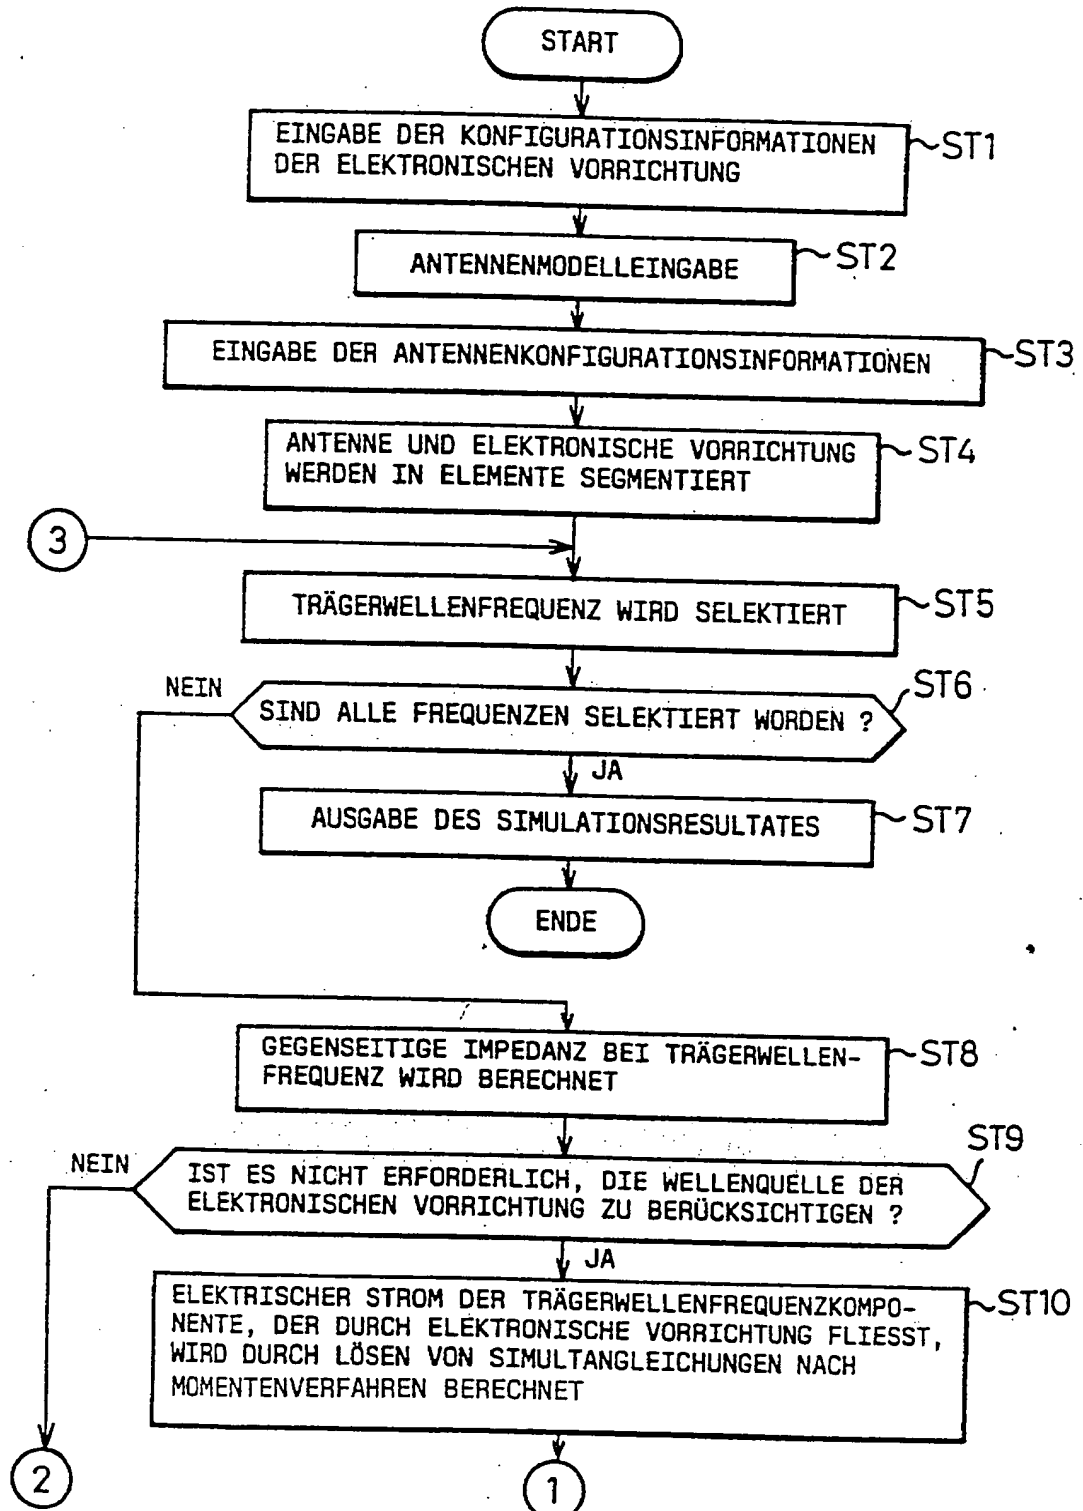 START
EINGABE DER KONFIGURATIONSINFORMATIONEN
DER ELEKTRONISCHEN VORRICHTUNG
ST1
ANTENNENMODELLEINGABE
ST2
EINGABE DER ANTENNENKONFIGURATIONSINFORMATIONEN
ST3
ANTENNE UND ELEKTRONISCHE VORRICHTUNG
WERDEN IN ELEMENTE SEGMENTIERT
ST4
3
TRÄGERWELLENFREQUENZ WIRD SELEKTIERT
ST5
NEIN
SIND ALLE FREQUENZEN SELEKTIERT WORDEN ?
ST6
JA
AUSGABE DES SIMULATIONSRESULTATES
ST7
ENDE
GEGENSEITIGE IMPEDANZ BEI TRÄGERWELLEN-
FREQUENZ WIRD BERECHNET
ST8
NEIN
IST ES NICHT ERFORDERLICH, DIE WELLENQUELLE DER
ELEKTRONISCHEN VORRICHTUNG ZU BERÜCKSICHTIGEN ?
ST9
JA
ELEKTRISCHER STROM DER TRÄGERWELLENFREQUENZKOMPO-
NENTE, DER DURCH ELEKTRONISCHE VORRICHTUNG FLIESST,
WIRD DURCH LÖSEN VON SIMULTANGLEICHUNGEN NACH
MOMENTENVERFAHREN BERECHNET
ST10
2
1